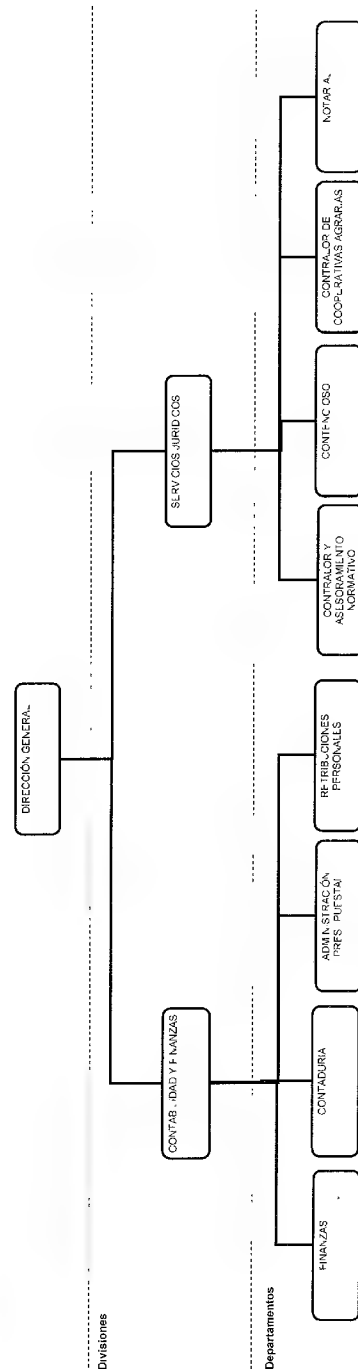 DIRECCIÓN GENERAL
Divisiones
CONTABILIDAD Y FINANZAS
SERVICIOS JURIDICOS
Departamentos
FINANZAS
CONTADURIA
ADMINISTRACIÓN
PRESUPUESTAL
RETRIBUCIONES
PERSONALES
CONTRALOR Y
ASESORAMIENTO
NORMATIVO
CONTENCIOSO
CONTRALOR DE
COOPERATIVAS AGRARIAS
NOTARIAL